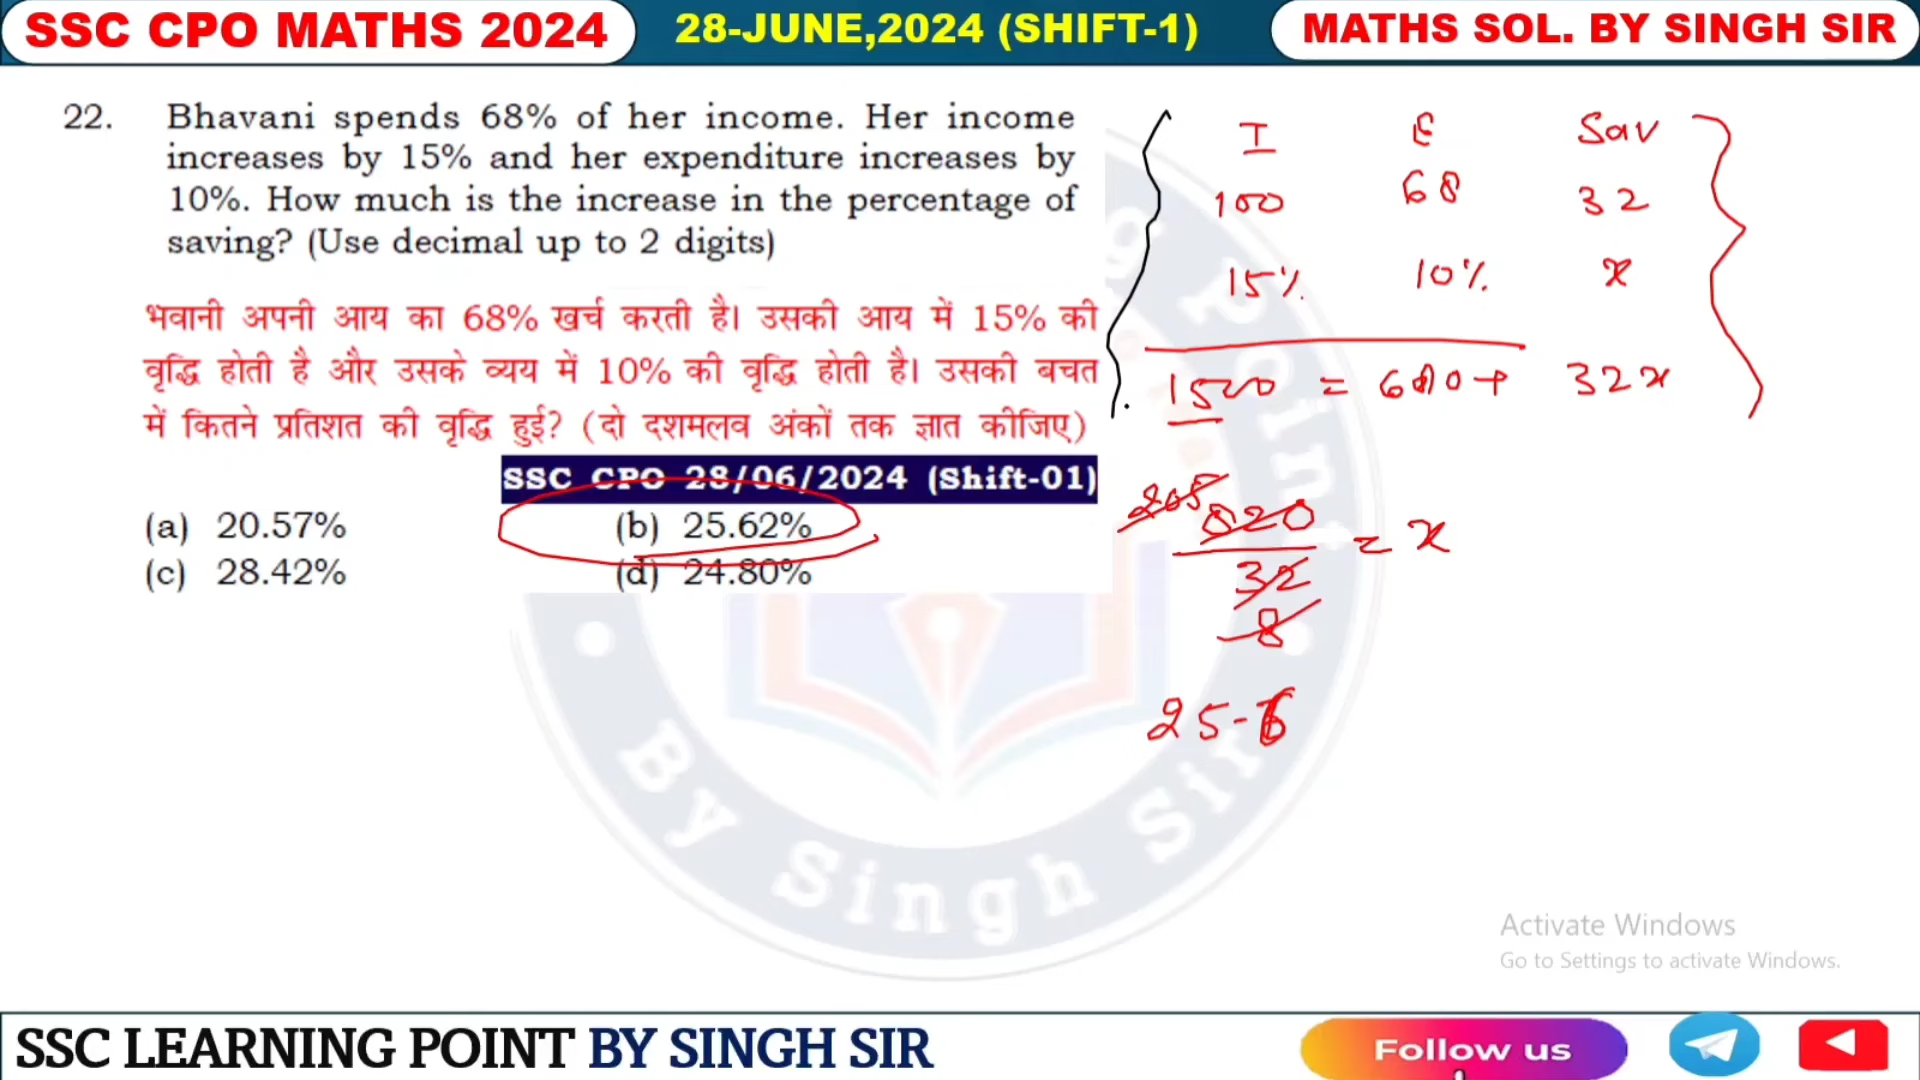 SSC CPO MATHS 2024
28-JUNE,2024 (SHIFT-1)
MATHS SOL. BY SINGH SIR
22. Bhavani spends 68% of her income. Her income
increases by 15% and her expenditure increases by
10%. How much is the increase in the percentage of
saving? (Use decimal up to 2 digits)
भवानी अपनी आय का 68% खर्च करती है। उसकी आय में 15% की
वृद्धि होती है और उसके व्यय में 10% की वृद्धि होती है। उसकी बचत
में कितने प्रतिशत की वृद्धि हुई? (दो दशमलव अंकों तक ज्ञात कीजिए)
SSC CPO 28/06/2024 (Shift-01)
(a) 20.57% (b) 25.62%
(c) 28.42% (d) 24.80%
I E Sav
100 68 32
15% 10% x
1500 = 680 + 32x
205
820
= x
32
8
25.6
By Singh Sir
Activate Windows
Go to Settings to activate Windows.
SSC LEARNING POINT BY SINGH SIR
Follow us